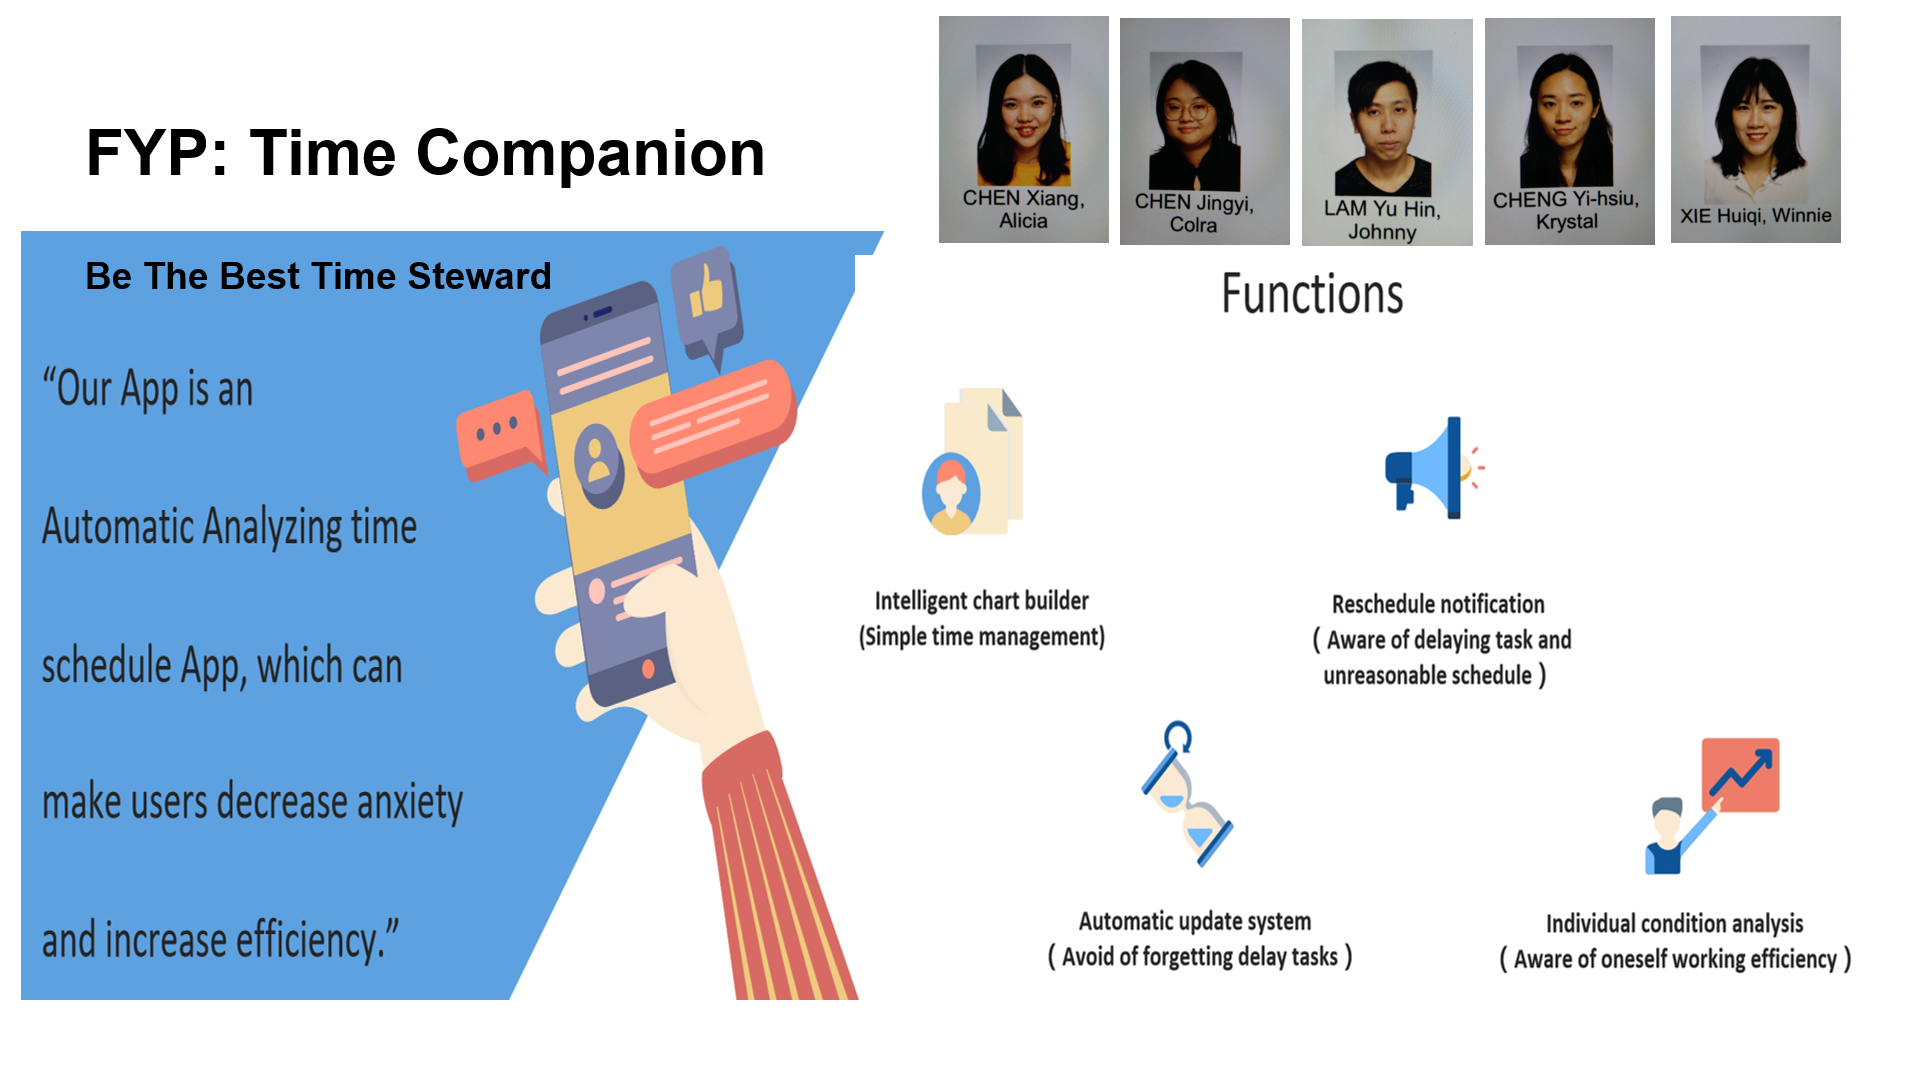 FYP: Time Companion
CHEN Xiang,
Alicia
CHEN Jingyi,
Colra
LAM Yu Hin,
Johnny
CHENG Yi-hsiu,
Krystal
XIE Huiqi, Winnie
Be The Best Time Steward
“Our App is an
Automatic Analyzing time
schedule App, which can
make users decrease anxiety
and increase efficiency.”
Functions
Intelligent chart builder
(Simple time management)
Reschedule notification
( Aware of delaying task and
unreasonable schedule )
Automatic update system
( Avoid of forgetting delay tasks )
Individual condition analysis
( Aware of oneself working efficiency )